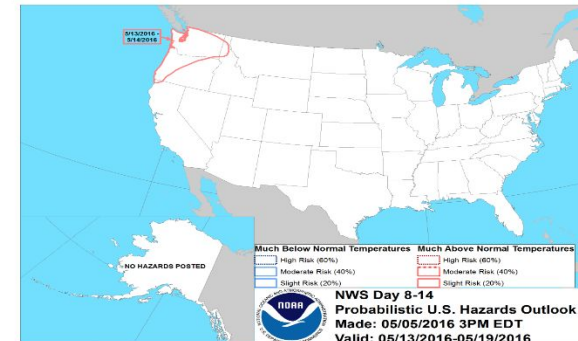 5/13/2016 -
5/14/2016
NO HAZARDS POSTED
Much Below Normal Temperatures
High Risk (60%)
Moderate Risk (40%)
Slight Risk (20%)
Much Above Normal Temperatures
High Risk (60%)
Moderate Risk (40%)
Slight Risk (20%)
NOAA
NWS Day 8-14
Probabilistic U.S. Hazards Outlook
Made: 05/05/2016 3PM EDT
Valid: 05/13/2016-05/19/2016